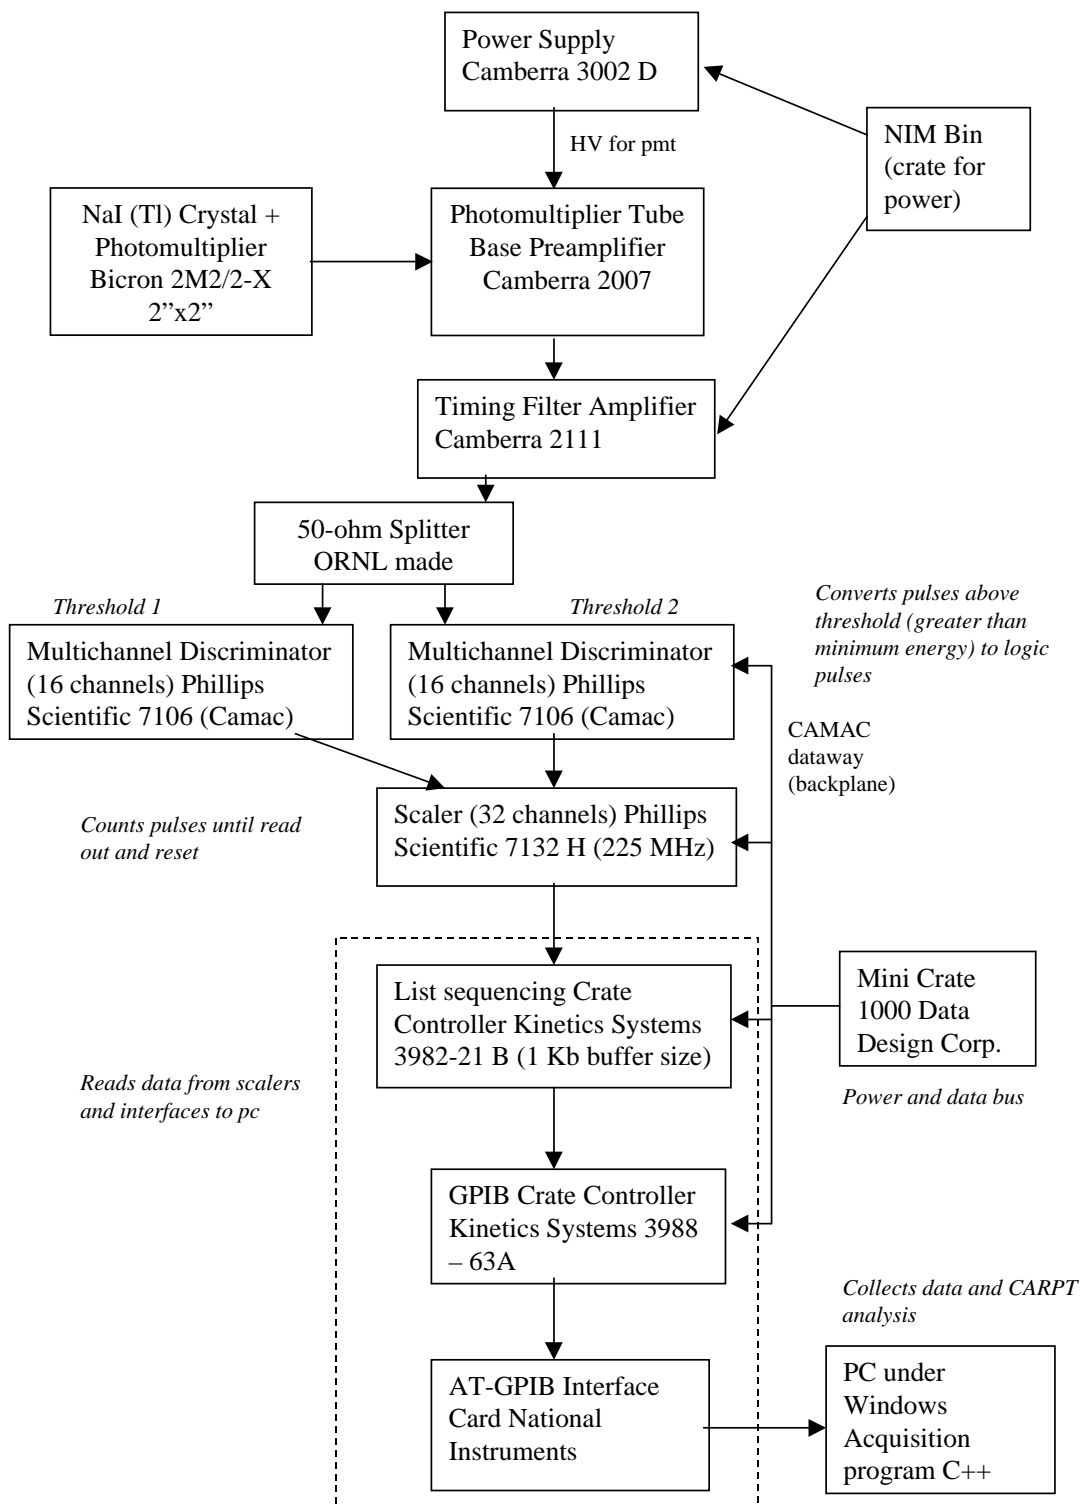 Power Supply
Camberra 3002 D
HV for pmt
NIM Bin
(crate for
power)
NaI (Tl) Crystal +
Photomultiplier
Bicron 2M2/2-X
2”x2”
Photomultiplier Tube
Base Preamplifier
Camberra 2007
Timing Filter Amplifier
Camberra 2111
50-ohm Splitter
ORNL made
Threshold 1
Threshold 2
Converts pulses above
threshold (greater than
minimum energy) to logic
pulses
Multichannel Discriminator
(16 channels) Phillips
Scientific 7106 (Camac)
Multichannel Discriminator
(16 channels) Phillips
Scientific 7106 (Camac)
CAMAC
dataway
(backplane)
Counts pulses until read
out and reset
Scaler (32 channels) Phillips
Scientific 7132 H (225 MHz)
List sequencing Crate
Controller Kinetics Systems
3982-21 B (1 Kb buffer size)
Mini Crate
1000 Data
Design Corp.
Reads data from scalers
and interfaces to pc
Power and data bus
GPIB Crate Controller
Kinetics Systems 3988
– 63A
Collects data and CARPT
analysis
AT-GPIB Interface
Card National
Instruments
PC under
Windows
Acquisition
program C++